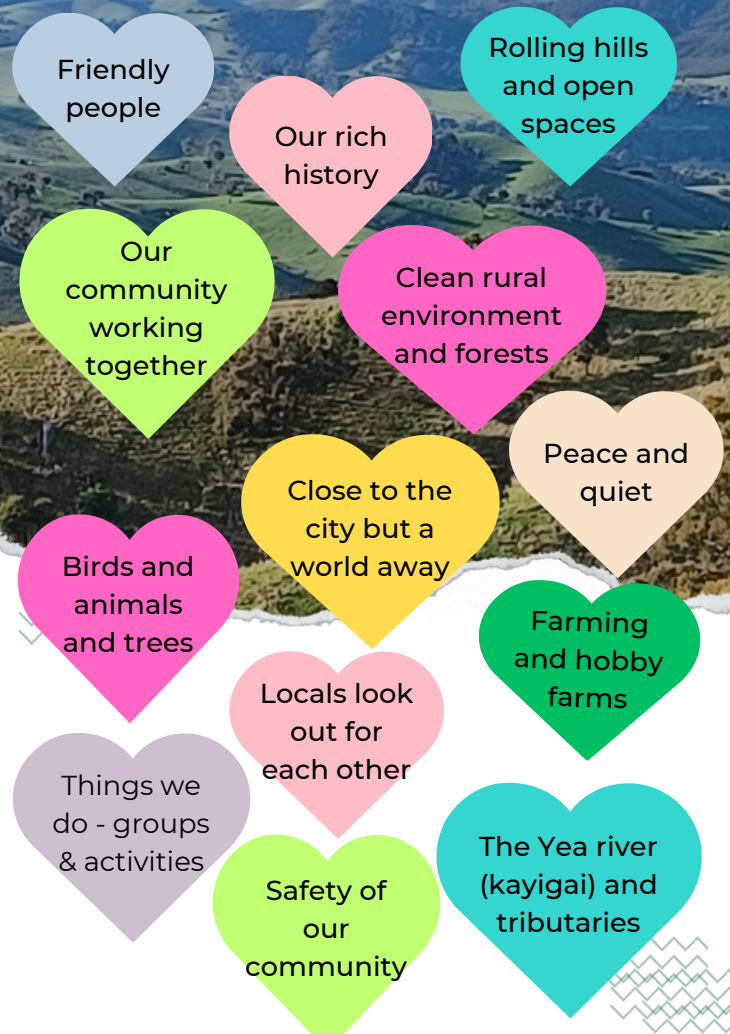 Friendly
people
Rolling hills
and open
spaces
Our rich
history
Our
community
working
together
Clean rural
environment
and forests
Peace and
quiet
Close to the
city but a
world away
Birds and
animals
and trees
Farming
and hobby
farms
Locals look
out for
each other
Things we
do - groups
& activities
The Yea river
(kayigai) and
tributaries
Safety of
our
community